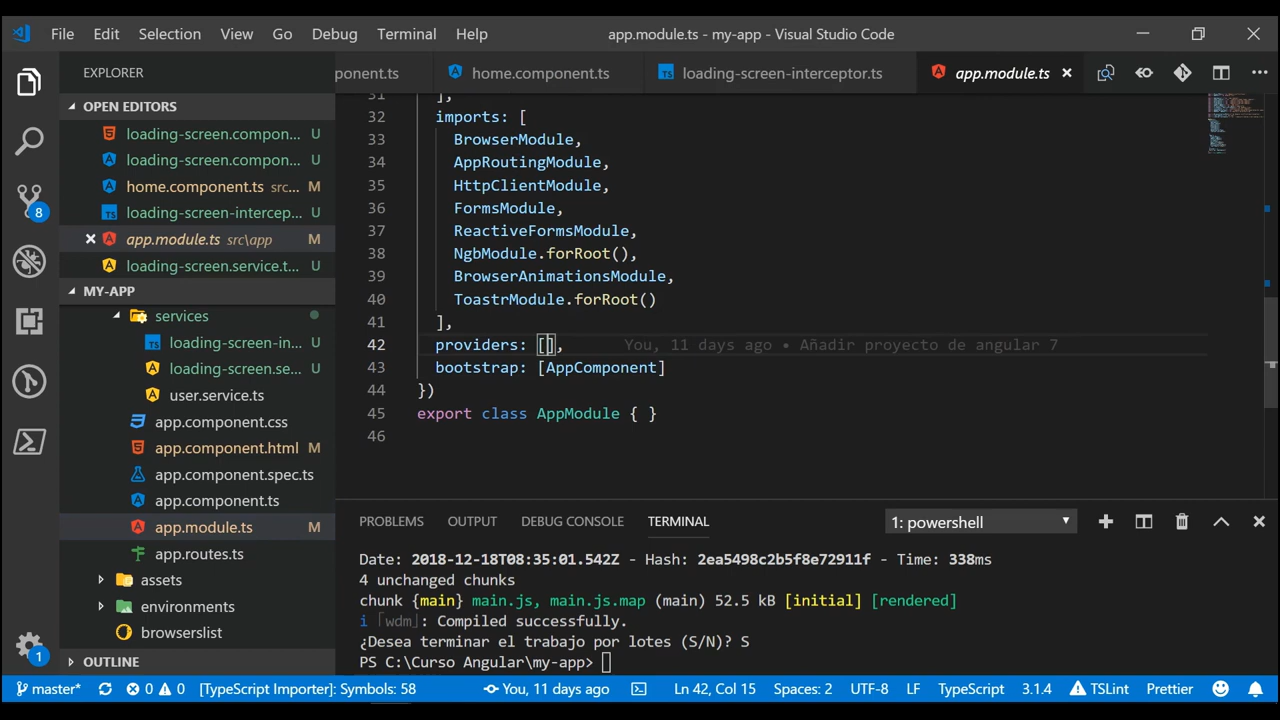 File Edit Selection View Go Debug Terminal Help
app.module.ts - my-app - Visual Studio Code
EXPLORER
OPEN EDITORS
loading-screen.compon... U
loading-screen.compon... U
home.component.ts src... M
loading-screen-intercep... U
app.module.ts src\app M
loading-screen.service.t... U
MY-APP
services
loading-screen-in... U
loading-screen.se... U
user.service.ts
app.component.css
app.component.html M
app.component.spec.ts
app.component.ts
app.module.ts M
app.routes.ts
assets
environments
browserslist
OUTLINE
8
1
ponent.ts home.component.ts loading-screen-interceptor.ts app.module.ts
31 ],
32 imports: [
33 BrowserModule,
34 AppRoutingModule,
35 HttpClientModule,
36 FormsModule,
37 ReactiveFormsModule,
38 NgbModule.forRoot(),
39 BrowserAnimationsModule,
40 ToastrModule.forRoot()
41 ],
42 providers: [], You, 11 days ago • Añadir proyecto de angular 7
43 bootstrap: [AppComponent]
44 })
45 export class AppModule { }
46
PROBLEMS OUTPUT DEBUG CONSOLE TERMINAL 1: powershell
Date: 2018-12-18T08:35:01.542Z - Hash: 2ea5498c2b5f8e72911f - Time: 338ms
4 unchanged chunks
chunk {main} main.js, main.js.map (main) 52.5 kB [initial] [rendered]
i ｢wdm｣: Compiled successfully.
¿Desea terminar el trabajo por lotes (S/N)? S
PS C:\Curso Angular\my-app>
master* 0 0 [TypeScript Importer]: Symbols: 58 You, 11 days ago Ln 42, Col 15 Spaces: 2 UTF-8 LF TypeScript 3.1.4 TSLint Prettier